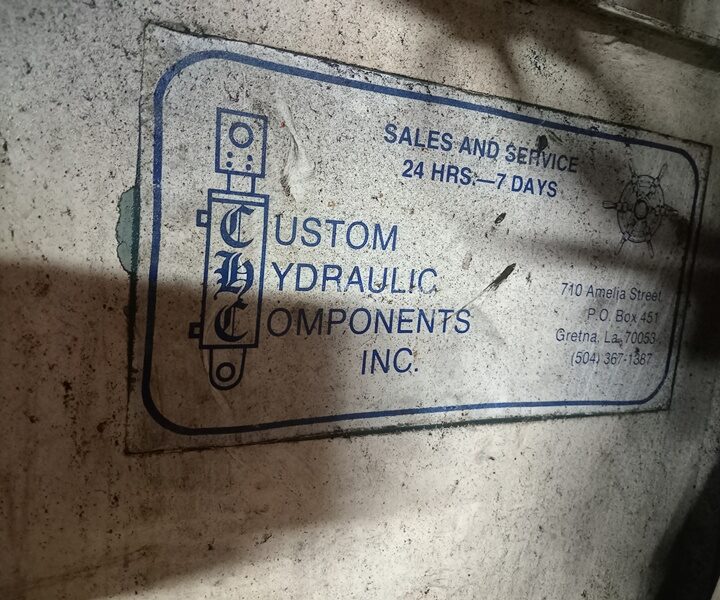 SALES AND SERVICE
24 HRS.—7 DAYS
CUSTOM
HYDRAULIC
COMPONENTS
INC.
710 Amelia Street
P.O. Box 451
Gretna, La. 70053
(504) 367-1387